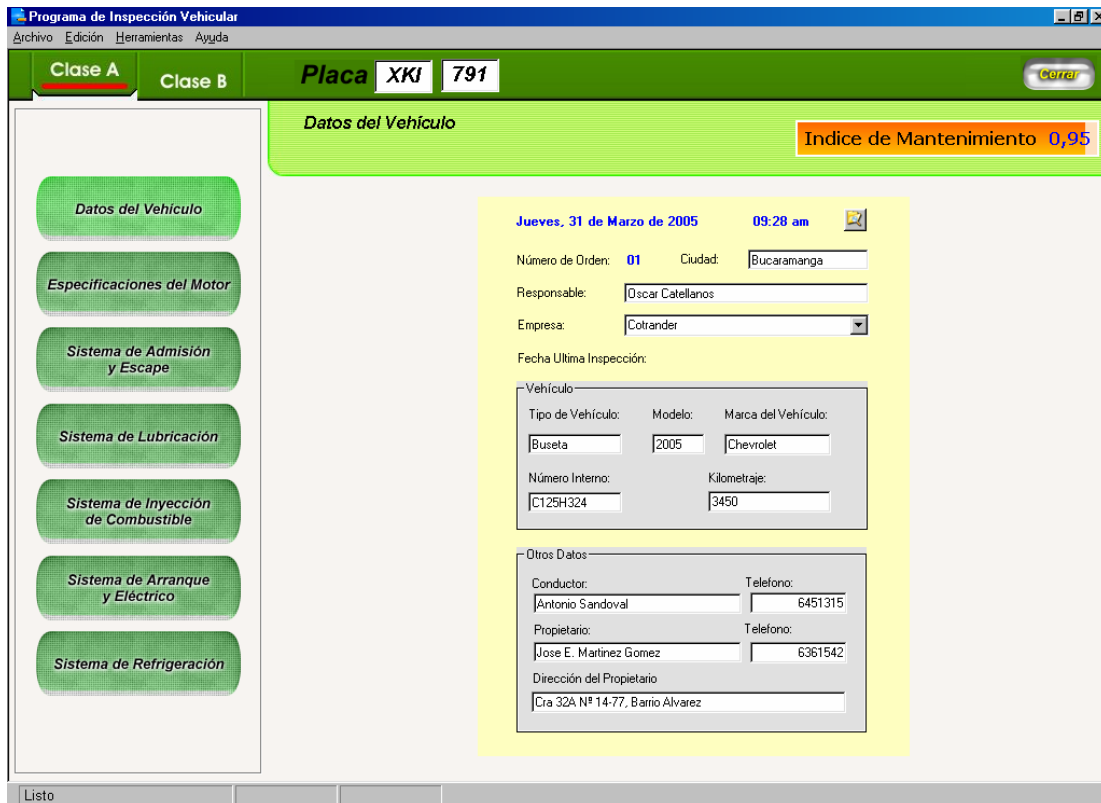 Programa de Inspección Vehicular
Archivo Edición Herramientas Ayuda
Clase A
Clase B
Placa XKI 791
Cerrar
Datos del Vehículo
Indice de Mantenimiento 0,95
Datos del Vehículo
Especificaciones del Motor
Sistema de Admisión
y Escape
Sistema de Lubricación
Sistema de Inyección
de Combustible
Sistema de Arranque
y Eléctrico
Sistema de Refrigeración
Jueves, 31 de Marzo de 2005 09:28 am
Número de Orden: 01 Ciudad: Bucaramanga
Responsable: Oscar Catellanos
Empresa: Cotrander
Fecha Ultima Inspección:
Vehículo
Tipo de Vehículo: Modelo: Marca del Vehículo:
Buseta 2005 Chevrolet
Número Interno: Kilometraje:
C125H324 3450
Otros Datos
Conductor: Telefono:
Antonio Sandoval 6451315
Propietario: Telefono:
Jose E. Martinez Gomez 6361542
Dirección del Propietario
Cra 32A Nº 14-77, Barrio Alvarez
Listo